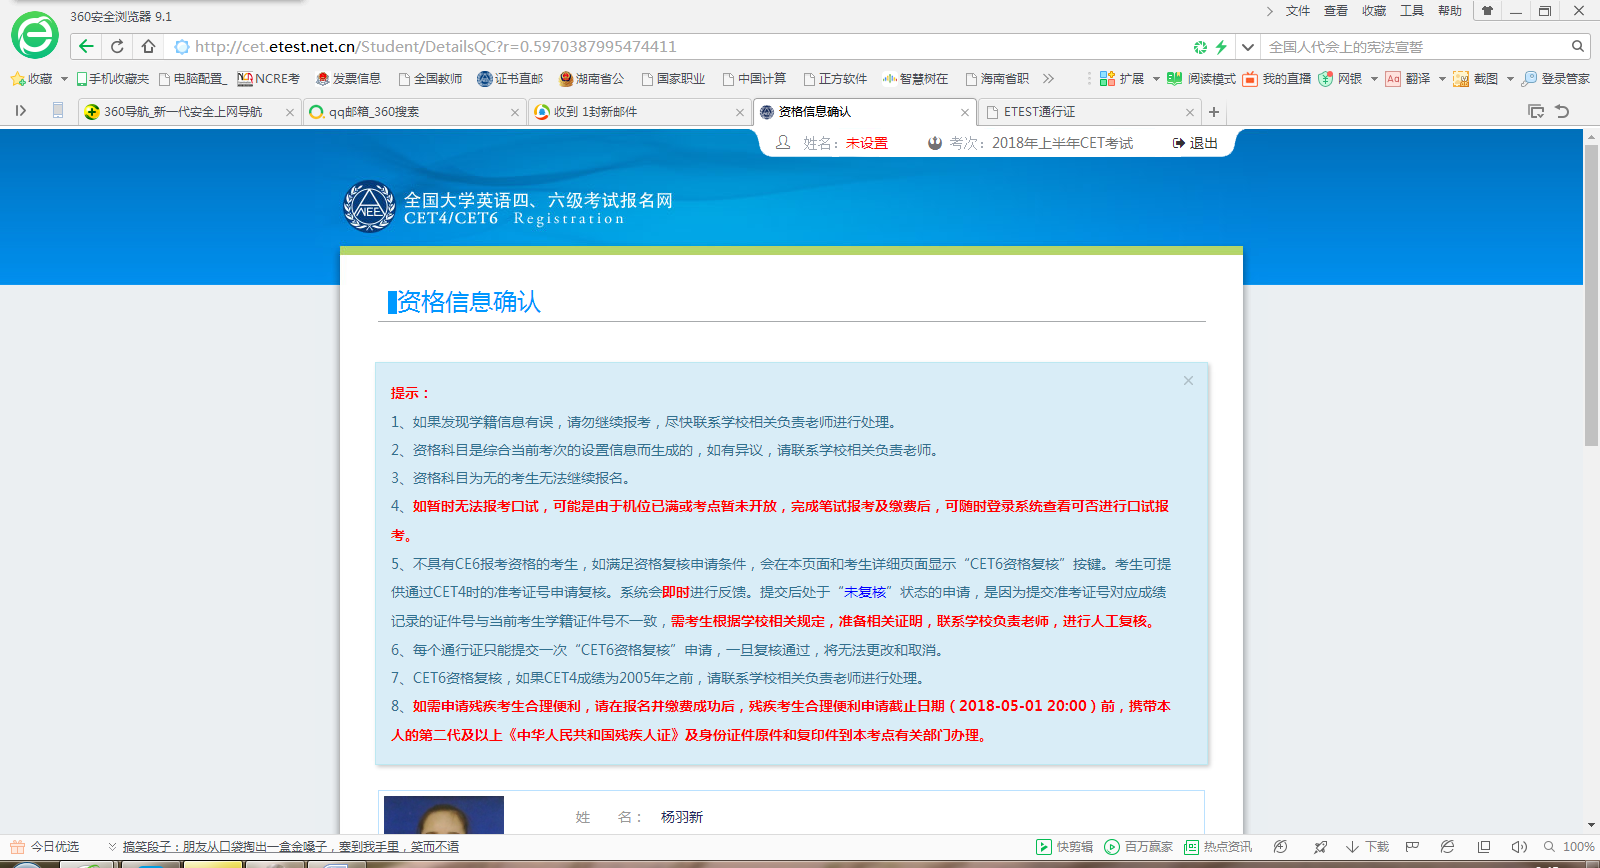 360安全浏览器 9.1
文件 查看 收藏 工具 帮助
http://cet.etest.net.cn/Student/DetailsQC?r=0.5970387995474411
全国人代会上的宪法宣誓
收藏 手机收藏夹 电脑配置_ NCRE考 发票信息 全国教师 证书直邮 湖南省公 国家职业 中国计算 正方软件 智慧树在 海南省职 扩展 阅读模式 我的直播 网银 翻译 截图 登录管家
360导航_新一代安全上网导航 qq邮箱_360搜索 收到 1封新邮件 资格信息确认 ETEST通行证
姓名：未设置 考次：2018年上半年CET考试 退出
全国大学英语四、六级考试报名网
NEE
CET4/CET6 Registration
资格信息确认
提示：
1、如果发现学籍信息有误，请勿继续报考，尽快联系学校相关负责老师进行处理。
2、资格科目是综合当前考次的设置信息而生成的，如有异议，请联系学校相关负责老师。
3、资格科目为无的考生无法继续报名。
4、如暂时无法报考口试，可能是由于机位已满或考点暂未开放，完成笔试报考及缴费后，可随时登录系统查看可否进行口试报
考。
5、不具有CE6报考资格的考生，如满足资格复核申请条件，会在本页面和考生详细页面显示“CET6资格复核”按键。考生可提
供通过CET4时的准考证号申请复核。系统会即时进行反馈。提交后处于“未复核”状态的申请，是因为提交准考证号对应成绩
记录的证件号与当前考生学籍证件号不一致，需考生根据学校相关规定，准备相关证明，联系学校负责老师，进行人工复核。
6、每个通行证只能提交一次“CET6资格复核”申请，一旦复核通过，将无法更改和取消。
7、CET6资格复核，如果CET4成绩为2005年之前，请联系学校相关负责老师进行处理。
8、如需申请残疾考生合理便利，请在报名并缴费成功后，残疾考生合理便利申请截止日期（2018-05-01 20:00）前，携带本
人的第二代及以上《中华人民共和国残疾人证》及身份证件原件和复印件到本考点有关部门办理。
姓 名： 杨羽新
今日优选 搞笑段子：朋友从口袋掏出一盒金嗓子，塞到我手里，笑而不语 快剪辑 百万赢家 热点资讯 下载 100%